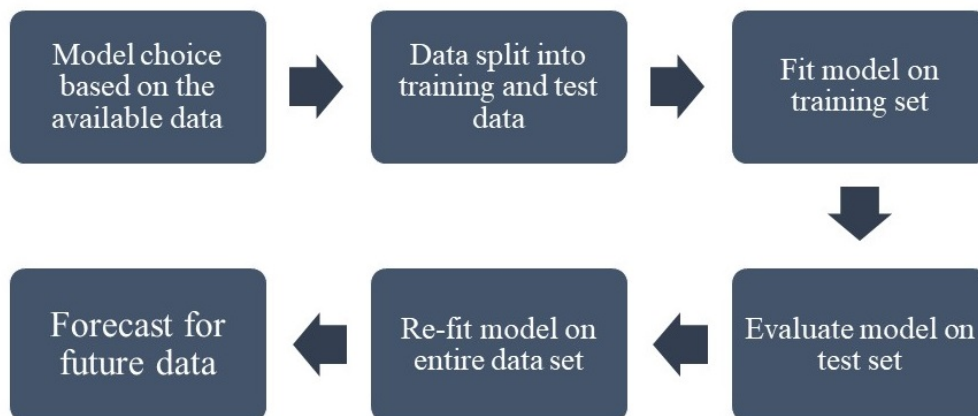 Model choice
based on the
available data
Data split into
training and test
data
Fit model on
training set
Evaluate model on
test set
Re-fit model on
entire data set
Forecast for
future data